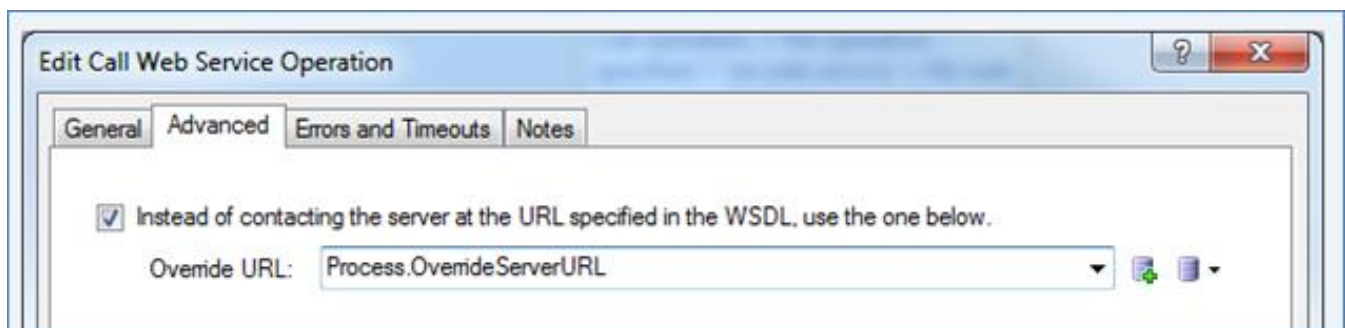 Edit Call Web Service Operation
?
X
General Advanced Errors and Timeouts Notes
Instead of contacting the server at the URL specified in the WSDL, use the one below.
Override URL: Process.OverrideServerURL